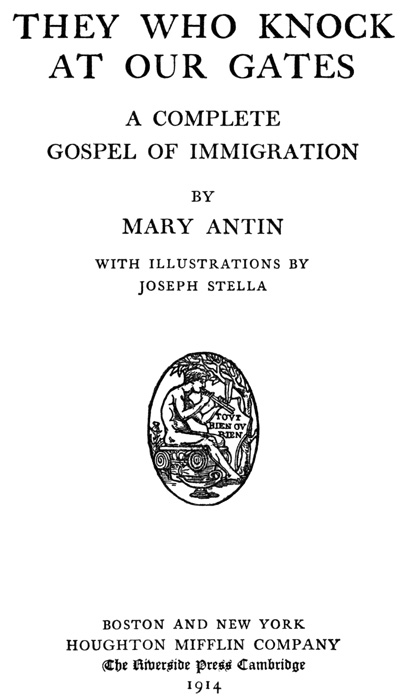 THEY WHO KNOCK
AT OUR GATES
A COMPLETE
GOSPEL OF IMMIGRATION
BY
MARY ANTIN
WITH ILLUSTRATIONS BY
JOSEPH STELLA
TOVT
BIEN OV
RIEN
BOSTON AND NEW YORK
HOUGHTON MIFFLIN COMPANY
The Riverside Press Cambridge
1914